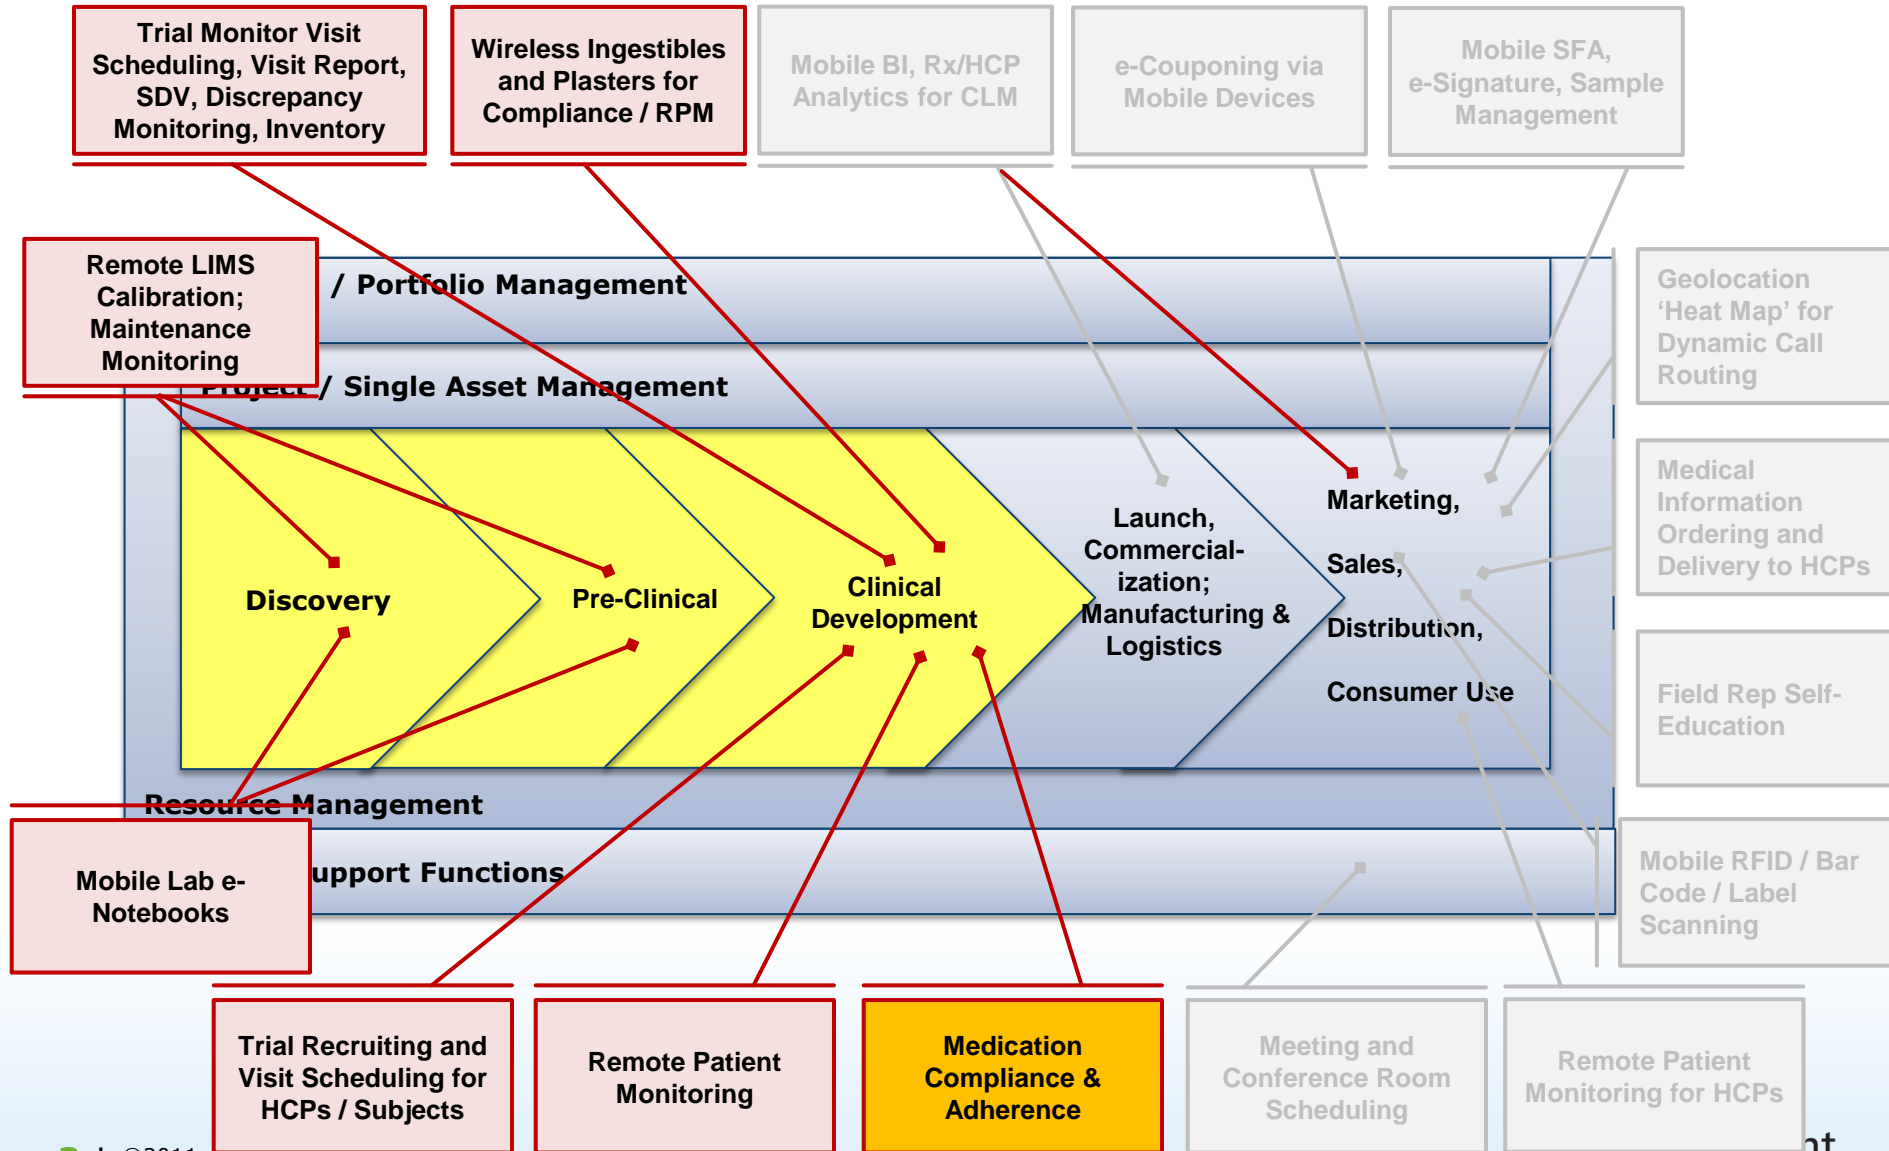 Trial Monitor Visit
Scheduling, Visit Report,
SDV, Discrepancy
Monitoring, Inventory
Wireless Ingestibles
and Plasters for
Compliance / RPM
Mobile BI, Rx/HCP
Analytics for CLM
e-Couponing via
Mobile Devices
Mobile SFA,
e-Signature, Sample
Management
Remote LIMS
Calibration;
Maintenance
Monitoring
/ Portfolio Management
Project / Single Asset Management
Geolocation
‘Heat Map’ for
Dynamic Call
Routing
Medical
Information
Ordering and
Delivery to HCPs
Field Rep Self-
Education
Mobile RFID / Bar
Code / Label
Scanning
Discovery
Pre-Clinical
Clinical
Development
Launch,
Commercial-
ization;
Manufacturing &
Logistics
Marketing,
Sales,
Distribution,
Consumer Use
Resource Management
upport Functions
Mobile Lab e-
Notebooks
Trial Recruiting and
Visit Scheduling for
HCPs / Subjects
Remote Patient
Monitoring
Medication
Compliance &
Adherence
Meeting and
Conference Room
Scheduling
Remote Patient
Monitoring for HCPs
©2011